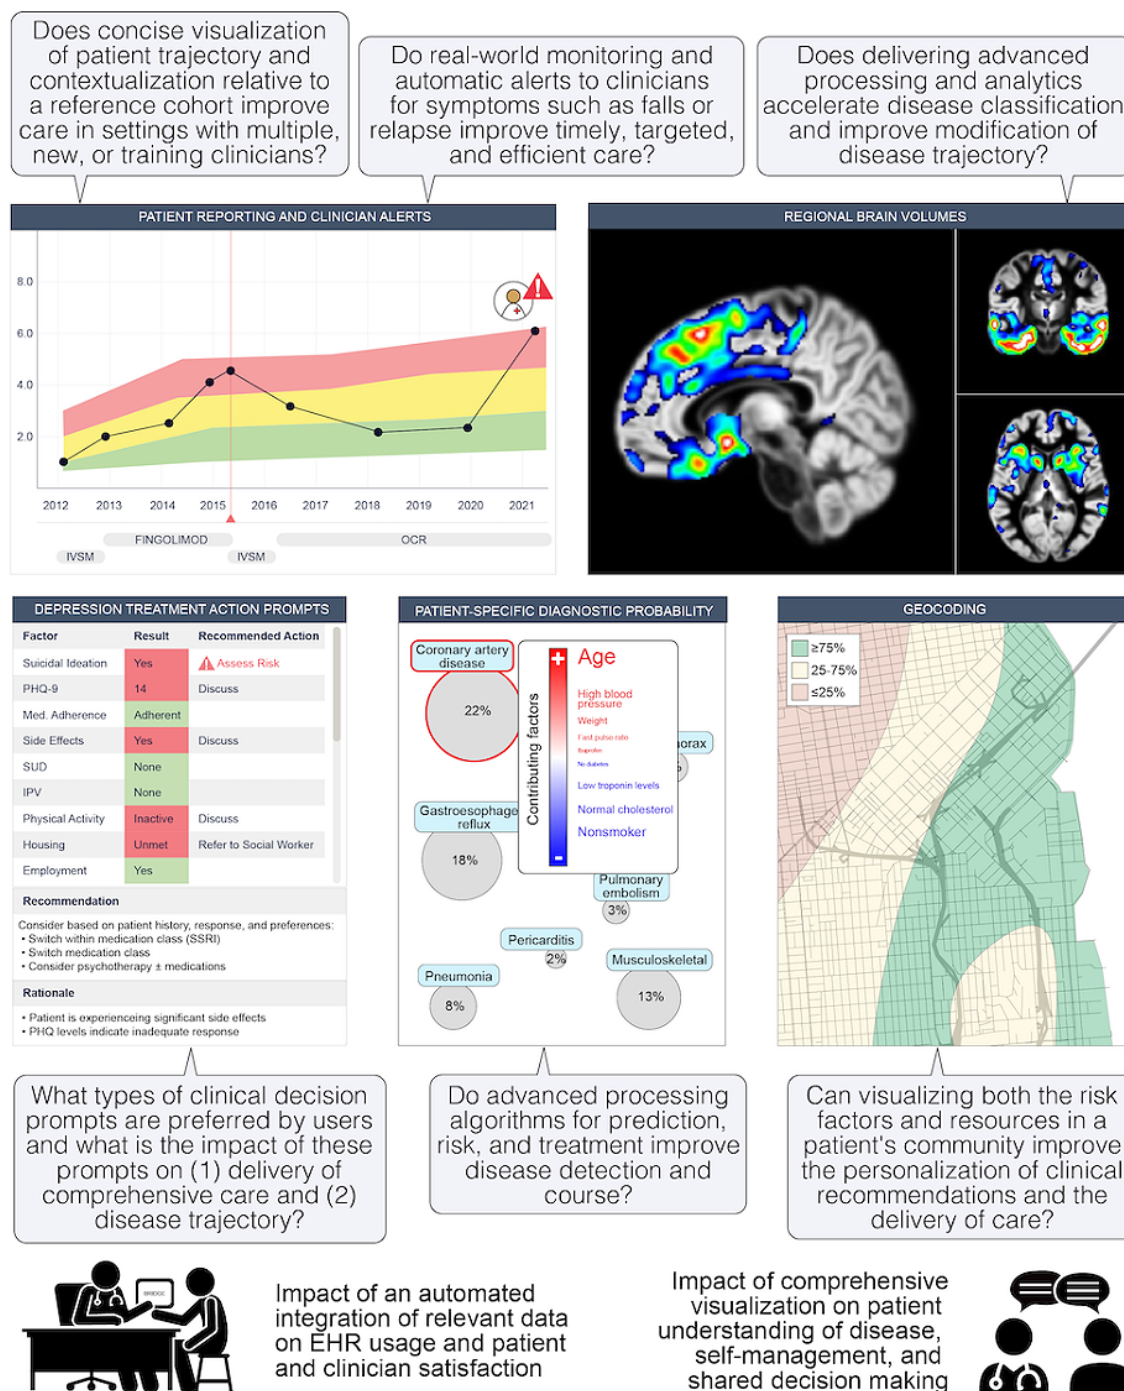 Does concise visualization
of patient trajectory and
contextualization relative to
a reference cohort improve
care in settings with multiple,
new, or training clinicians?
Do real-world monitoring and
automatic alerts to clinicians
for symptoms such as falls or
relapse improve timely, targeted,
and efficient care?
Does delivering advanced
processing and analytics
accelerate disease classification
and improve modification of
disease trajectory?
PATIENT REPORTING AND CLINICIAN ALERTS
8.0
6.0
4.0
2.0
2012 2013 2014 2015 2016 2017 2018 2019 2020 2021
FINGOLIMOD
OCR
IVSM
IVSM
REGIONAL BRAIN VOLUMES
DEPRESSION TREATMENT ACTION PROMPTS
Factor Result Recommended Action
Suicidal Ideation Yes Assess Risk
PHQ-9 14 Discuss
Med. Adherence Adherent
Side Effects Yes Discuss
SUD None
IPV None
Physical Activity Inactive Discuss
Housing Unmet Refer to Social Worker
Employment Yes
Recommendation
Consider based on patient history, response, and preferences:
• Switch within medication class (SSRI)
• Switch medication class
• Consider psychotherapy ± medications
Rationale
• Patient is experienceing significant side effects
• PHQ levels indicate inadequate response
PATIENT-SPECIFIC DIAGNOSTIC PROBABILITY
Coronary artery
disease
22%
Contributing factors
+
-
Age
High blood
pressure
Weight
Fast pulse rate
Ibuprofen
No diabetes
Low troponin levels
Normal cholesterol
Nonsmoker
orax
%
Gastroesophage
reflux
18%
Pulmonary
embolism
3%
Pericarditis
2%
Musculoskeletal
13%
Pneumonia
8%
GEOCODING
≥75%
25-75%
≤25%
What types of clinical decision
prompts are preferred by users
and what is the impact of these
prompts on (1) delivery of
comprehensive care and (2)
disease trajectory?
Do advanced processing
algorithms for prediction,
risk, and treatment improve
disease detection and
course?
Can visualizing both the risk
factors and resources in a
patient's community improve
the personalization of clinical
recommendations and the
delivery of care?
BRIDGE
Impact of an automated
integration of relevant data
on EHR usage and patient
and clinician satisfaction
Impact of comprehensive
visualization on patient
understanding of disease,
self-management, and
shared decision making